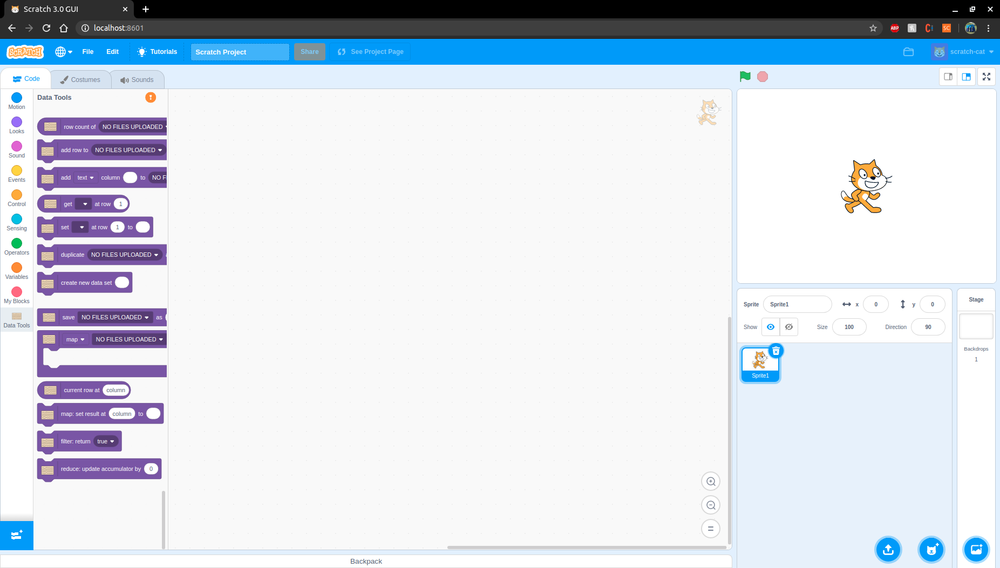 Scratch 3.0 GUI
localhost:8601
ABP
SC
SCRATCH
File
Edit
Tutorials
Scratch Project
Share
See Project Page
scratch-cat
Code
Costumes
Sounds
Motion
Looks
Sound
Events
Control
Sensing
Operators
Variables
My Blocks
Data Tools
Data Tools
row count of NO FILES UPLOADED
add row to NO FILES UPLOADED
add text column to NO F
get at row 1
set at row 1 to
duplicate NO FILES UPLOADED
create new data set
save NO FILES UPLOADED as
map NO FILES UPLOADED
current row at column
map: set result at column to
filter: return true
reduce: update accumulator by 0
Backpack
Sprite Sprite1 x 0 y 0
Show Size 100 Direction 90
Sprite1
Stage
Backdrops
1